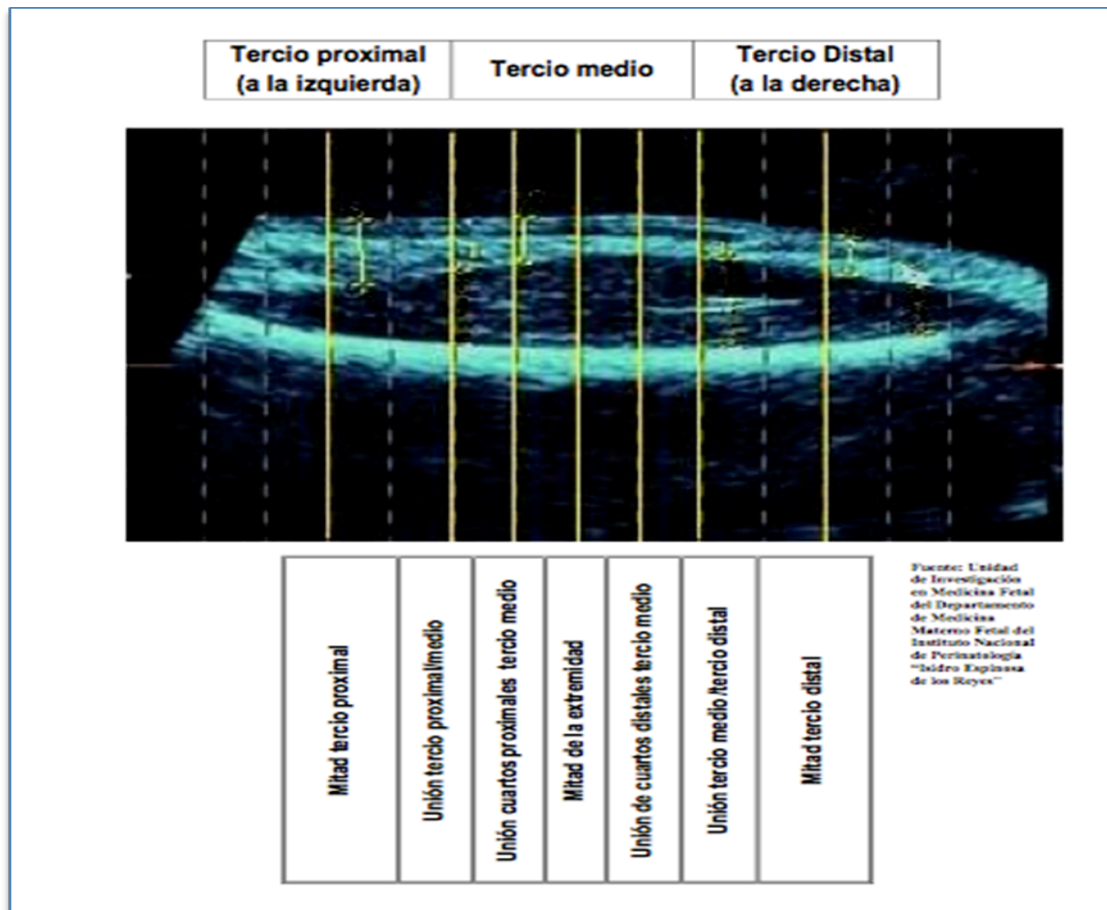 Tercio proximal
(a la izquierda)
Tercio medio
Tercio Distal
(a la derecha)
Mitad tercio proximal
Unión tercio proximal/medio
Unión cuartos proximales tercio medio
Mitad de la extremidad
Unión de cuartos distales tercio medio
Unión tercio medio /tercio distal
Mitad tercio distal
Fuente: Unidad
de Investigación
en Medicina Fetal
del Departamento
de Medicina
Materno Fetal del
Instituto Nacional
de Perinatología
"Isidro Espinosa
de los Reyes"